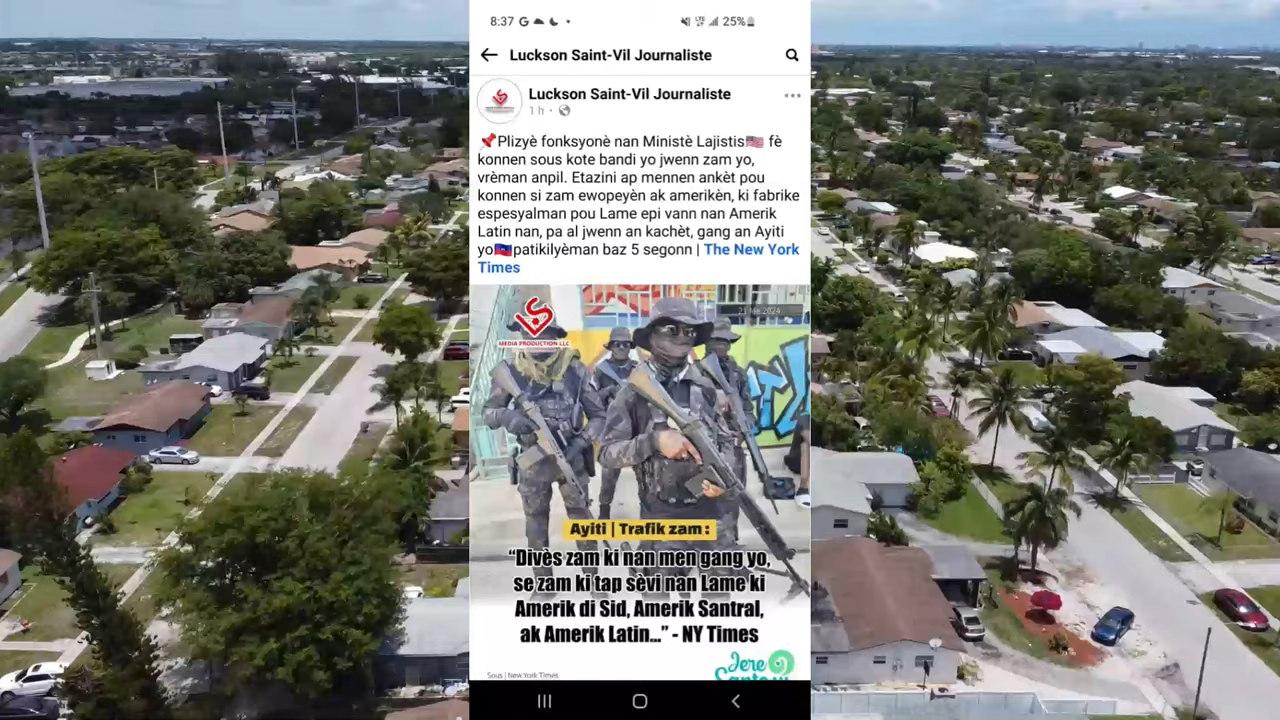 8:37
25%
Luckson Saint-Vil Journaliste
Luckson Saint-Vil Journaliste
1 h ·
Plizyè fonksyonè nan Ministè Lajistis fè
konnen sous kote bandi yo jwenn zam yo,
vrèman anpil. Etazini ap mennen ankèt pou
konnen si zam ewopeyèn ak amerikèn, ki fabrike
espesyalman pou Lame epi vann nan Amerik
Latin nan, pa al jwenn an kachèt, gang an Ayiti
yo patikilyèman baz 5 segonn | The New York
Times
MEDIA PRODUCTION LLC
Ayiti | Trafik zam :
“Divès zam ki nan men gang yo,
se zam ki tap sèvi nan Lame ki
Amerik di Sid, Amerik Santral,
ak Amerik Latin...” - NY Times
Sous | New York Times
Jere